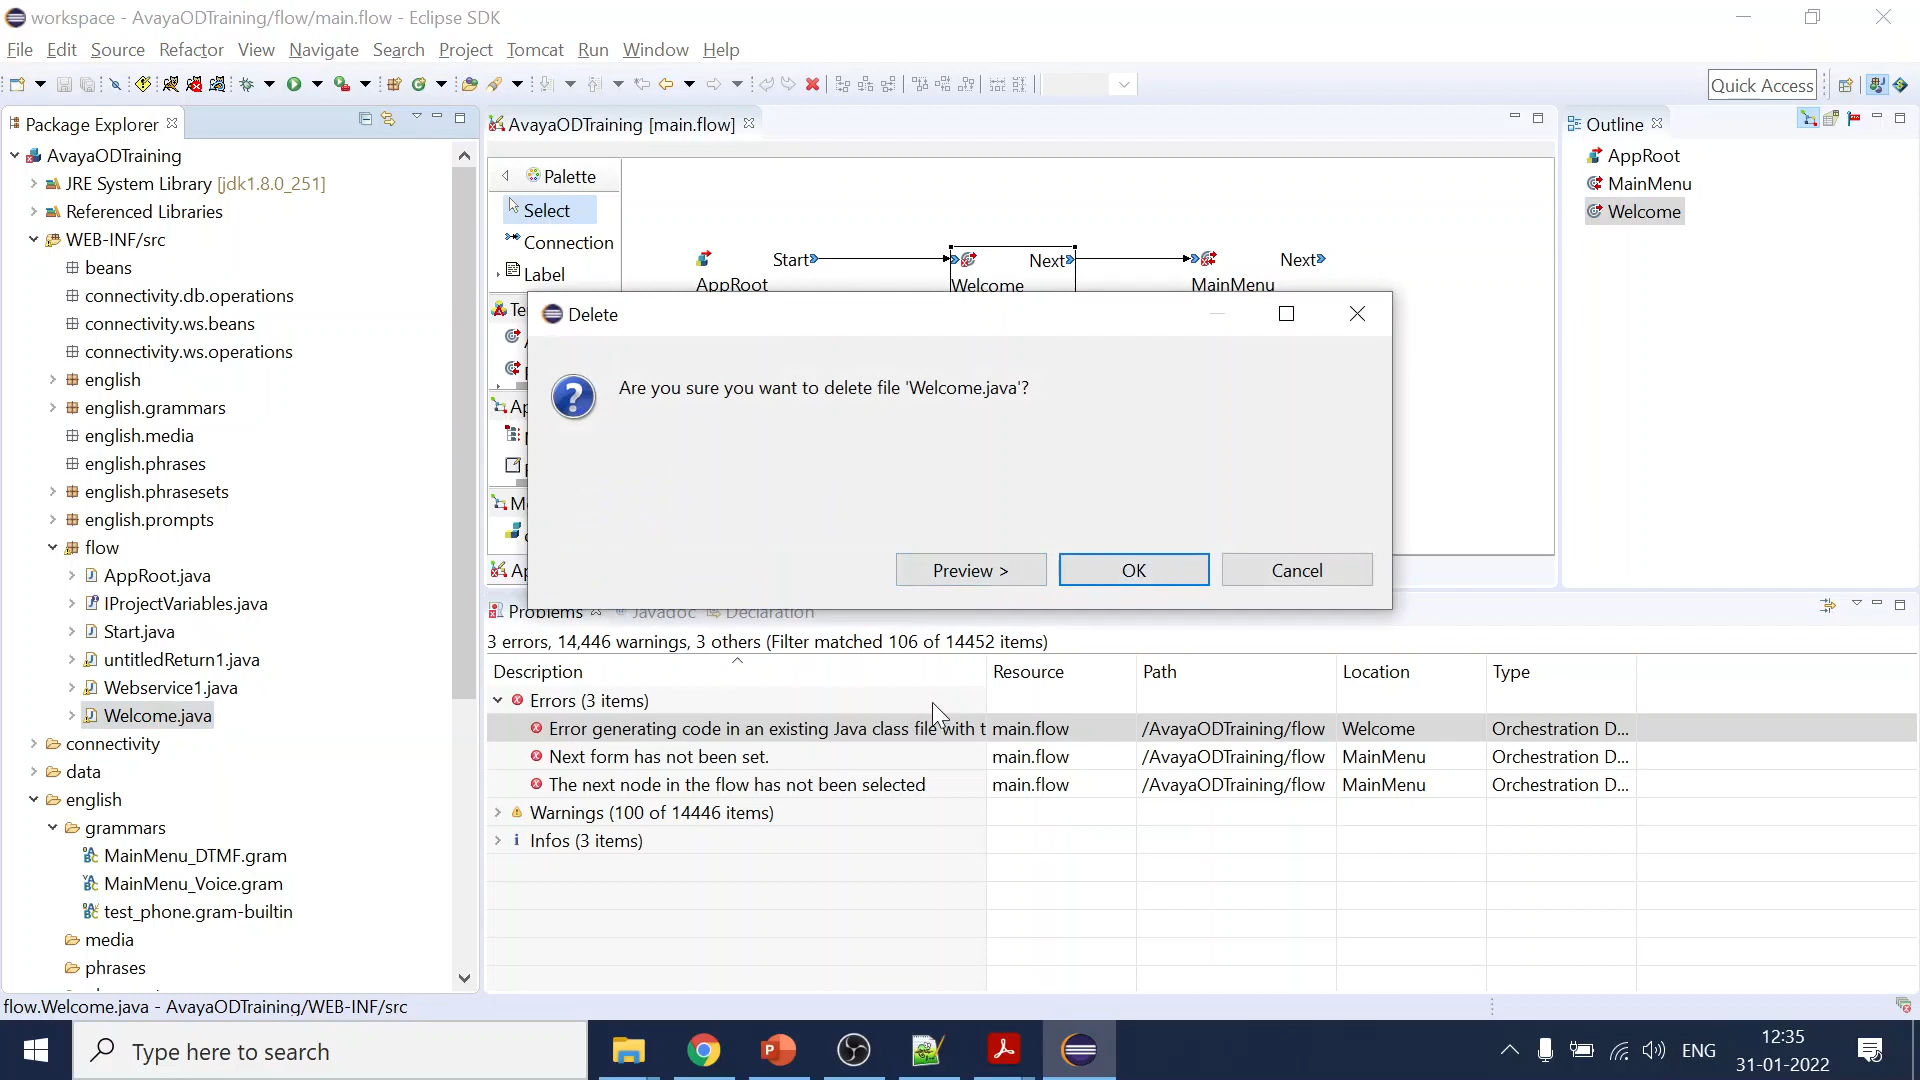 workspace - AvayaODTraining/flow/main.flow - Eclipse SDK
File Edit Source Refactor View Navigate Search Project Tomcat Run Window Help
Quick Access
Package Explorer
AvayaODTraining
JRE System Library [jdk1.8.0_251]
Referenced Libraries
WEB-INF/src
beans
connectivity.db.operations
connectivity.ws.beans
connectivity.ws.operations
english
english.grammars
english.media
english.phrases
english.phrasesets
english.prompts
flow
AppRoot.java
IProjectVariables.java
Start.java
untitledReturn1.java
Webservice1.java
Welcome.java
connectivity
data
english
grammars
MainMenu_DTMF.gram
MainMenu_Voice.gram
test_phone.gram-builtin
media
phrases
AvayaODTraining [main.flow]
Palette
Select
Connection
Label
Start
AppRoot
Next
Welcome
Next
MainMenu
Outline
AppRoot
MainMenu
Welcome
Delete
Are you sure you want to delete file 'Welcome.java'?
Preview > OK Cancel
Problems Javadoc Declaration
3 errors, 14,446 warnings, 3 others (Filter matched 106 of 14452 items)
Description Resource Path Location Type
Errors (3 items)
Error generating code in an existing Java class file with t main.flow /AvayaODTraining/flow Welcome Orchestration D...
Next form has not been set. main.flow /AvayaODTraining/flow MainMenu Orchestration D...
The next node in the flow has not been selected main.flow /AvayaODTraining/flow MainMenu Orchestration D...
Warnings (100 of 14446 items)
Infos (3 items)
flow.Welcome.java - AvayaODTraining/WEB-INF/src
Type here to search
ENG
12:35
31-01-2022